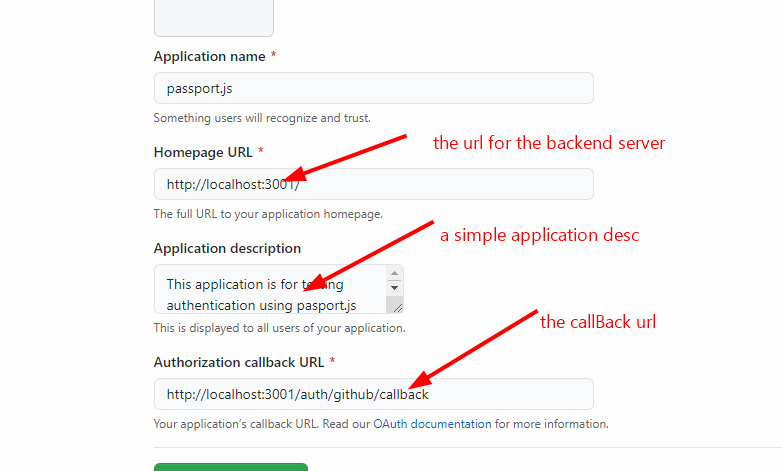 Application name *
passport.js
Something users will recognize and trust.
the url for the backend server
Homepage URL *
http://localhost:3001/
The full URL to your application homepage.
a simple application desc
Application description
This application is for testing
authentication using pasport.js
This is displayed to all users of your application.
the callBack url
Authorization callback URL *
http://localhost:3001/auth/github/callback
Your application's callback URL. Read our OAuth documentation for more information.